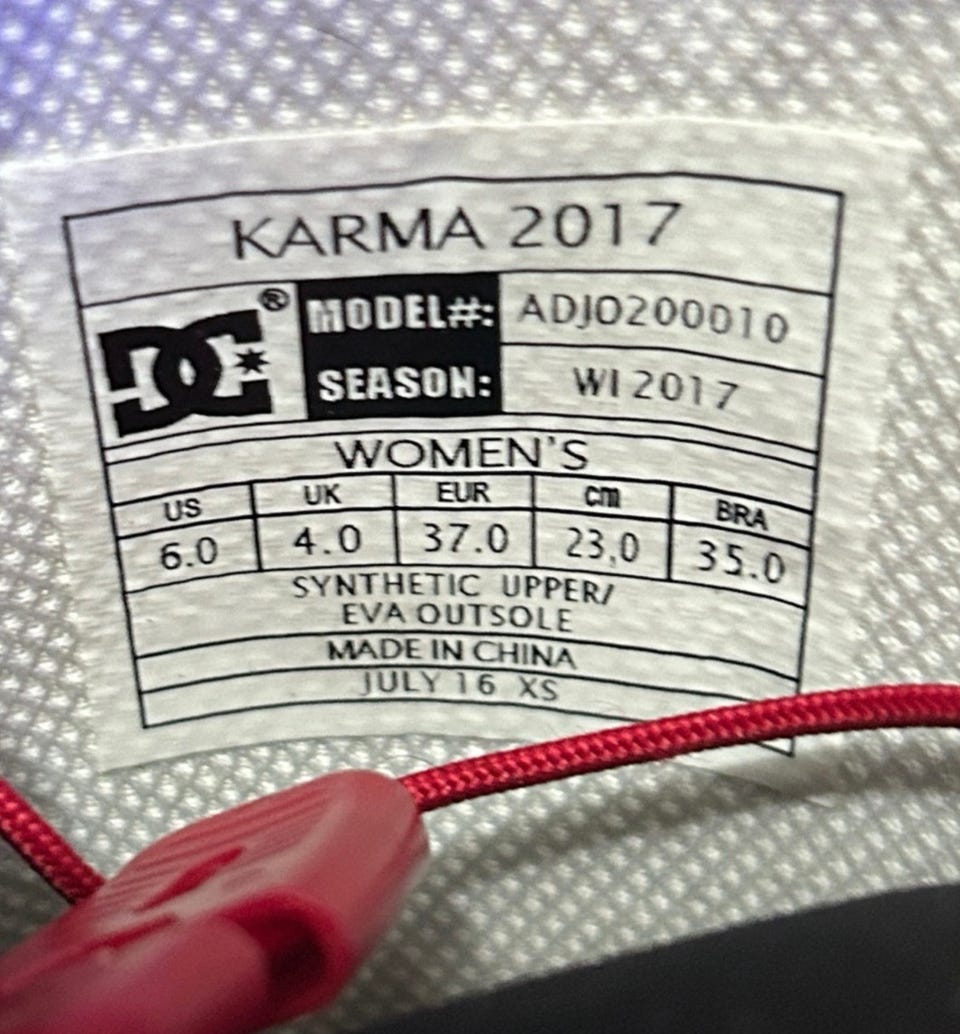 KARMA 2017
DC ® MODEL#: ADJO200010
SEASON: WI 2017
WOMEN'S
US UK EUR cm BRA
6.0 4.0 37.0 23,0 35.0
SYNTHETIC UPPER/
EVA OUTSOLE
MADE IN CHINA
JULY 16 XS